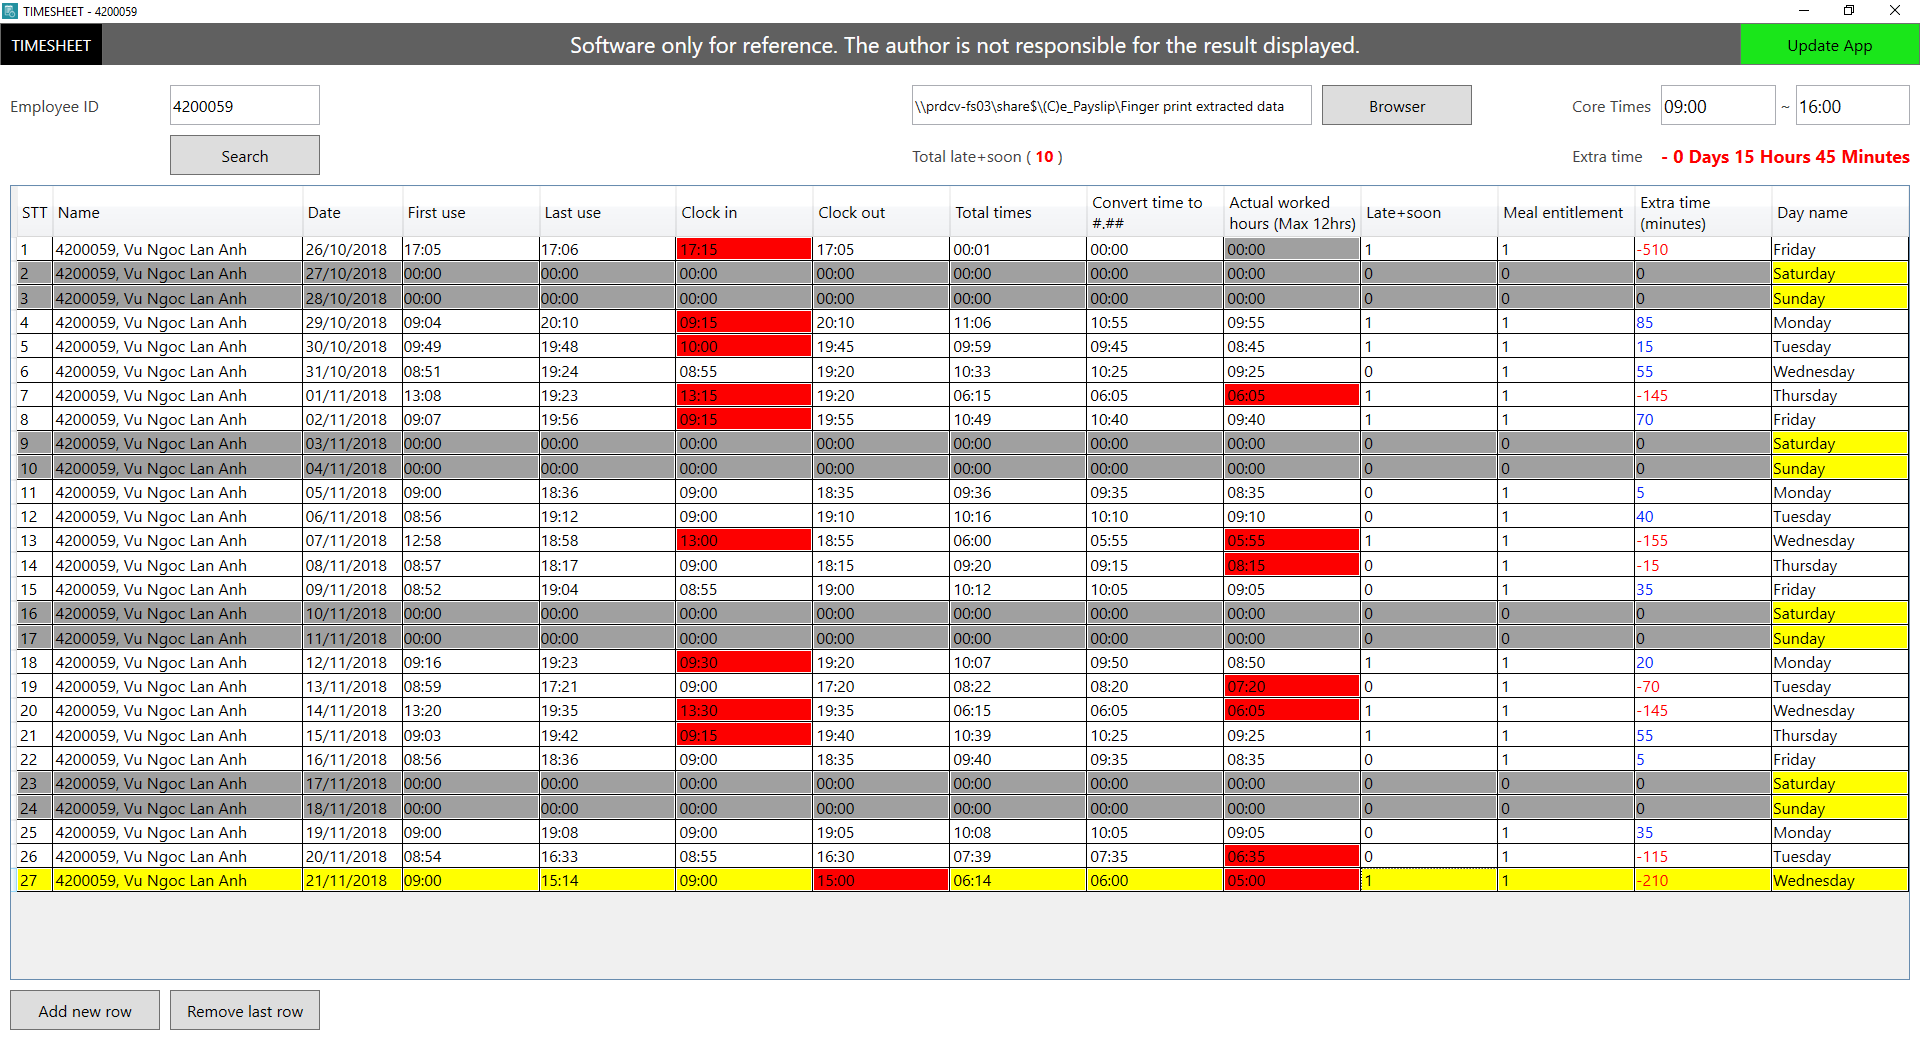 TIMESHEET - 4200059
TIMESHEET Software only for reference. The author is not responsible for the result displayed. Update App
Employee ID 4200059 \\prdcv-fs03\share$\(C)e_Payslip\Finger print extracted data Browser Core Times 09:00 ~ 16:00
Search Total late+soon ( 10 ) Extra time - 0 Days 15 Hours 45 Minutes
STT Name Date First use Last use Clock in Clock out Total times Convert time to #.## Actual worked hours (Max 12hrs) Late+soon Meal entitlement Extra time (minutes) Day name
1 4200059, Vu Ngoc Lan Anh 26/10/2018 17:05 17:06 17:15 17:05 00:01 00:00 00:00 1 1 -510 Friday
2 4200059, Vu Ngoc Lan Anh 27/10/2018 00:00 00:00 00:00 00:00 00:00 00:00 00:00 0 0 0 Saturday
3 4200059, Vu Ngoc Lan Anh 28/10/2018 00:00 00:00 00:00 00:00 00:00 00:00 00:00 0 0 0 Sunday
4 4200059, Vu Ngoc Lan Anh 29/10/2018 09:04 20:10 09:15 20:10 11:06 10:55 09:55 1 1 85 Monday
5 4200059, Vu Ngoc Lan Anh 30/10/2018 09:49 19:48 10:00 19:45 09:59 09:45 08:45 1 1 15 Tuesday
6 4200059, Vu Ngoc Lan Anh 31/10/2018 08:51 19:24 08:55 19:20 10:33 10:25 09:25 0 1 55 Wednesday
7 4200059, Vu Ngoc Lan Anh 01/11/2018 13:08 19:23 13:15 19:20 06:15 06:05 06:05 1 1 -145 Thursday
8 4200059, Vu Ngoc Lan Anh 02/11/2018 09:07 19:56 09:15 19:55 10:49 10:40 09:40 1 1 70 Friday
9 4200059, Vu Ngoc Lan Anh 03/11/2018 00:00 00:00 00:00 00:00 00:00 00:00 00:00 0 0 0 Saturday
10 4200059, Vu Ngoc Lan Anh 04/11/2018 00:00 00:00 00:00 00:00 00:00 00:00 00:00 0 0 0 Sunday
11 4200059, Vu Ngoc Lan Anh 05/11/2018 09:00 18:36 09:00 18:35 09:36 09:35 08:35 0 1 5 Monday
12 4200059, Vu Ngoc Lan Anh 06/11/2018 08:56 19:12 09:00 19:10 10:16 10:10 09:10 0 1 40 Tuesday
13 4200059, Vu Ngoc Lan Anh 07/11/2018 12:58 18:58 13:00 18:55 06:00 05:55 05:55 1 1 -155 Wednesday
14 4200059, Vu Ngoc Lan Anh 08/11/2018 08:57 18:17 09:00 18:15 09:20 09:15 08:15 0 1 -15 Thursday
15 4200059, Vu Ngoc Lan Anh 09/11/2018 08:52 19:04 08:55 19:00 10:12 10:05 09:05 0 1 35 Friday
16 4200059, Vu Ngoc Lan Anh 10/11/2018 00:00 00:00 00:00 00:00 00:00 00:00 00:00 0 0 0 Saturday
17 4200059, Vu Ngoc Lan Anh 11/11/2018 00:00 00:00 00:00 00:00 00:00 00:00 00:00 0 0 0 Sunday
18 4200059, Vu Ngoc Lan Anh 12/11/2018 09:16 19:23 09:30 19:20 10:07 09:50 08:50 1 1 20 Monday
19 4200059, Vu Ngoc Lan Anh 13/11/2018 08:59 17:21 09:00 17:20 08:22 08:20 07:20 0 1 -70 Tuesday
20 4200059, Vu Ngoc Lan Anh 14/11/2018 13:20 19:35 13:30 19:35 06:15 06:05 06:05 1 1 -145 Wednesday
21 4200059, Vu Ngoc Lan Anh 15/11/2018 09:03 19:42 09:15 19:40 10:39 10:25 09:25 1 1 55 Thursday
22 4200059, Vu Ngoc Lan Anh 16/11/2018 08:56 18:36 09:00 18:35 09:40 09:35 08:35 0 1 5 Friday
23 4200059, Vu Ngoc Lan Anh 17/11/2018 00:00 00:00 00:00 00:00 00:00 00:00 00:00 0 0 0 Saturday
24 4200059, Vu Ngoc Lan Anh 18/11/2018 00:00 00:00 00:00 00:00 00:00 00:00 00:00 0 0 0 Sunday
25 4200059, Vu Ngoc Lan Anh 19/11/2018 09:00 19:08 09:00 19:05 10:08 10:05 09:05 0 1 35 Monday
26 4200059, Vu Ngoc Lan Anh 20/11/2018 08:54 16:33 08:55 16:30 07:39 07:35 06:35 0 1 -115 Tuesday
27 4200059, Vu Ngoc Lan Anh 21/11/2018 09:00 15:14 09:00 15:00 06:14 06:00 05:00 1 1 -210 Wednesday
Add new row Remove last row